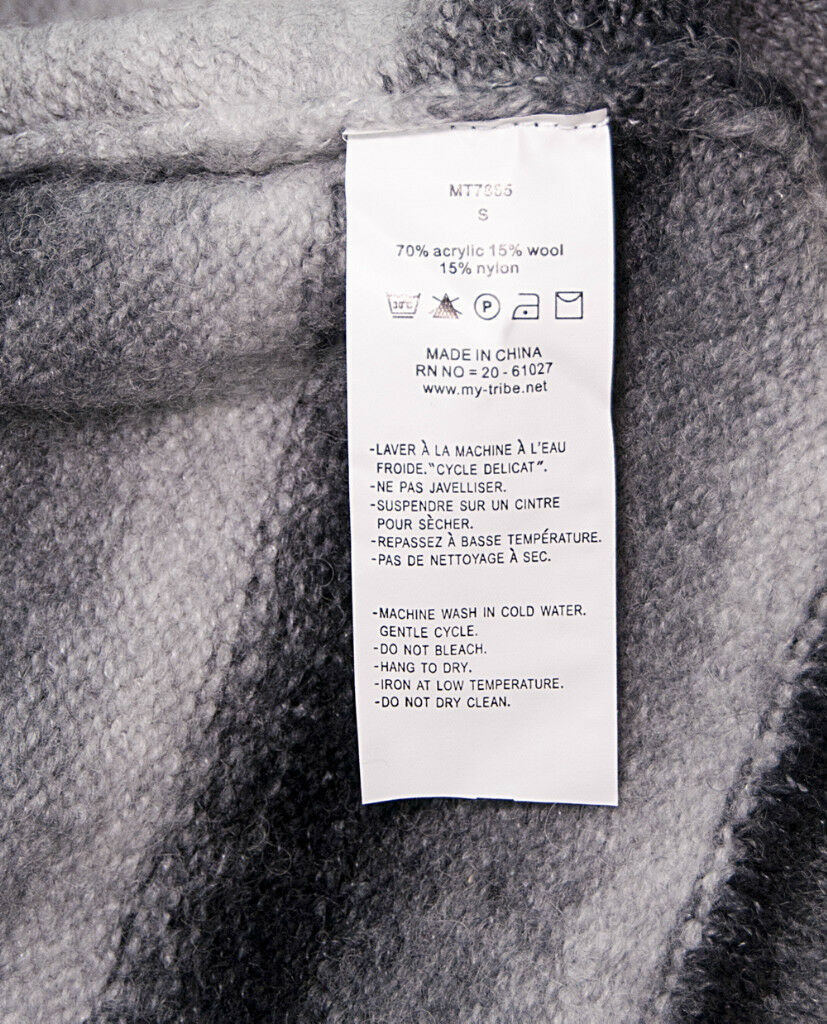 S
70% acrylic 15% wool
15% nylon
30°C P
MADE IN CHINA
RN NO = 20 - 61027
www.my-tribe.net
-LAVER À LA MACHINE À L'EAU
FROIDE."CYCLE DELICAT".
-NE PAS JAVELLISER.
-SUSPENDRE SUR UN CINTRE
POUR SÈCHER.
-REPASSEZ À BASSE TEMPÉRATURE.
-PAS DE NETTOYAGE À SEC.
-MACHINE WASH IN COLD WATER.
GENTLE CYCLE.
-DO NOT BLEACH.
-HANG TO DRY.
-IRON AT LOW TEMPERATURE.
-DO NOT DRY CLEAN.